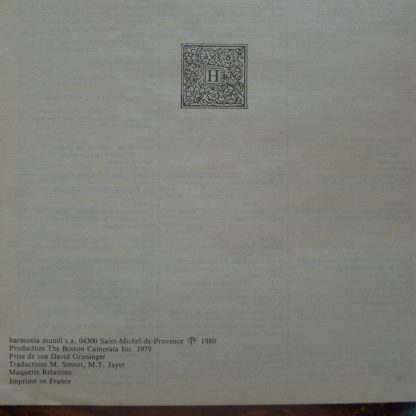 H
harmonia mundi s.a. 04300 Saint-Michel-de-Provence Ⓟ 1980
Production The Boston Camerata Inc. 1979
Prise de son David Griesinger
Traductions M. Sennet, M.T. Jayer
Maquette Relations
Imprimé en France